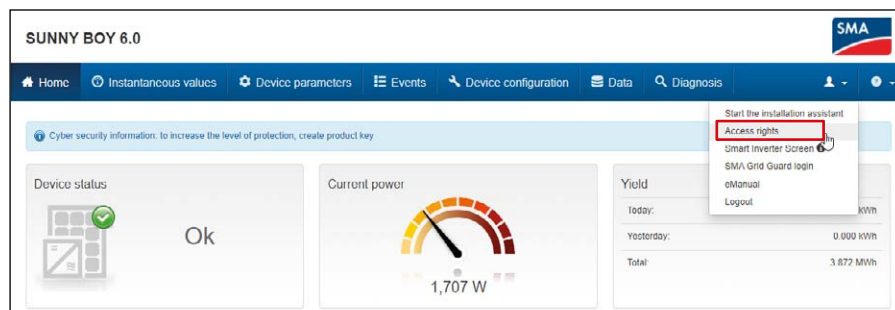 SUNNY BOY 6.0
SMA
Home Instantaneous values Device parameters Events Device configuration Data Diagnosis
Start the installation assistant
Access rights
Smart Inverter Screen
SMA Grid Guard login
eManual
Logout
Cyber security information: to increase the level of protection, create product key
Device status
Ok
Current power
1,707 W
Yield
Today: kWh
Yesterday: 0.000 kWh
Total: 3.872 MWh